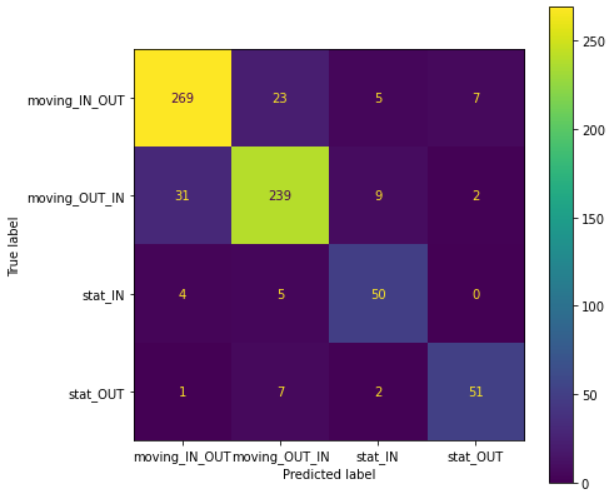 moving_IN_OUT 269 23 5 7
moving_OUT_IN 31 239 9 2
stat_IN 4 5 50 0
stat_OUT 1 7 2 51
moving_IN_OUT moving_OUT_IN stat_IN stat_OUT
Predicted label
True label
250
200
150
100
50
0